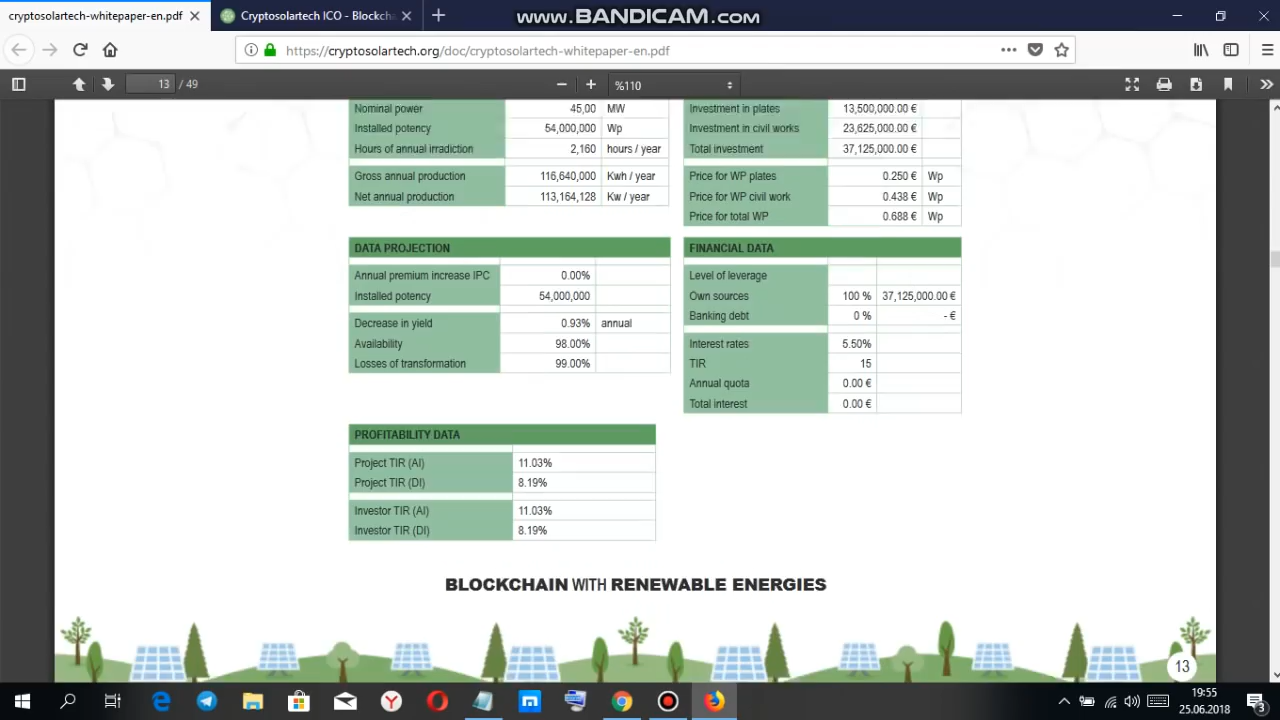 cryptosolartech-whitepaper-en.pdf
Cryptosolartech ICO - Blockcha
www.BANDICAM.com
https://cryptosolartech.org/doc/cryptosolartech-whitepaper-en.pdf
13 / 49
%110
Nominal power 45,00 MW
Installed potency 54,000,000 Wp
Hours of annual irradiction 2,160 hours / year
Gross annual production 116,640,000 Kwh / year
Net annual production 113,164,128 Kw / year
Investment in plates 13,500,000.00 €
Investment in civil works 23,625,000.00 €
Total investment 37,125,000.00 €
Price for WP plates 0.250 € Wp
Price for WP civil work 0.438 € Wp
Price for total WP 0.688 € Wp
DATA PROJECTION
Annual premium increase IPC 0.00%
Installed potency 54,000,000
Decrease in yield 0.93% annual
Availability 98.00%
Losses of transformation 99.00%
FINANCIAL DATA
Level of leverage
Own sources 100 % 37,125,000.00 €
Banking debt 0 % - €
Interest rates 5.50%
TIR 15
Annual quota 0.00 €
Total interest 0.00 €
PROFITABILITY DATA
Project TIR (AI) 11.03%
Project TIR (DI) 8.19%
Investor TIR (AI) 11.03%
Investor TIR (DI) 8.19%
BLOCKCHAIN WITH RENEWABLE ENERGIES
13
19:55
25.06.2018
3